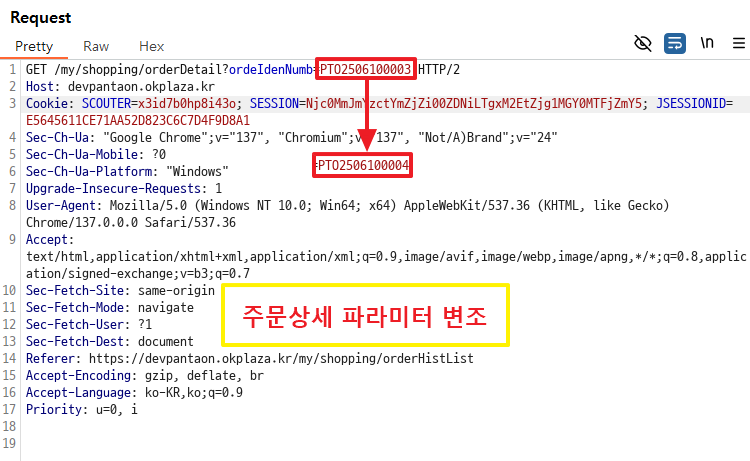 Request
Pretty Raw Hex
\n
1 GET /my/shopping/orderDetail?ordeIdenNumb=PTO2506100003 HTTP/2
2 Host: devpantaon.okplaza.kr
3 Cookie: SCOUTER=x3id7b0hp8i43o; SESSION=Njc0MmJmYzctYmZjZi00ZDNiLTgxM2EtZjg1MGY0MTFjZmY5; JSESSIONID=
E5645611CE71AA52D823C6C7D4F9D8A1
4 Sec-Ch-Ua: "Google Chrome";v="137", "Chromium";v="137", "Not/A)Brand";v="24"
5 Sec-Ch-Ua-Mobile: ?0
=PTO2506100004
6 Sec-Ch-Ua-Platform: "Windows"
7 Upgrade-Insecure-Requests: 1
8 User-Agent: Mozilla/5.0 (Windows NT 10.0; Win64; x64) AppleWebKit/537.36 (KHTML, like Gecko)
Chrome/137.0.0.0 Safari/537.36
9 Accept:
text/html,application/xhtml+xml,application/xml;q=0.9,image/avif,image/webp,image/apng,*/*;q=0.8,applic
ation/signed-exchange;v=b3;q=0.7
10 Sec-Fetch-Site: same-origin
11 Sec-Fetch-Mode: navigate
주문상세 파라미터 변조
12 Sec-Fetch-User: ?1
13 Sec-Fetch-Dest: document
14 Referer: https://devpantaon.okplaza.kr/my/shopping/orderHistList
15 Accept-Encoding: gzip, deflate, br
16 Accept-Language: ko-KR,ko;q=0.9
17 Priority: u=0, i
18
19